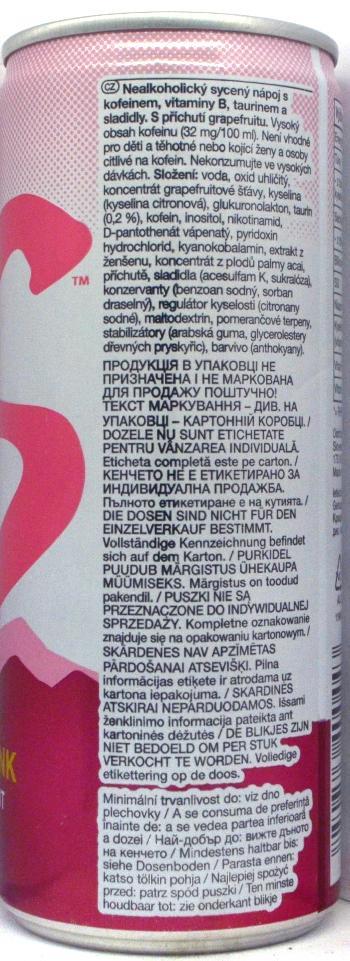 CZ Nealkoholický sycený nápoj s
kofeinem, vitaminy B, taurinem a
sladidly. S příchutí grapefruitu. Vysoký
obsah kofeinu (32 mg/100 ml). Není vhodné
pro děti a těhotné nebo kojící ženy a osoby
citlivé na kofein. Nekonzumujte ve vysokých
dávkách. Složení: voda, oxid uhličitý,
koncentrát grapefruitové šťávy, kyselina
(kyselina citronová), glukuronolakton, taurin
(0,2 %), kofein, inositol, nikotinamid,
D-pantothenát vápenatý, pyridoxin
hydrochlorid, kyanokobalamin, extrakt z
ženšenu, koncentrát z plodů palmy acai,
příchutě, sladidla (acesulfam K, sukralóza),
konzervanty (benzoan sodný, sorban
draselný), regulátor kyselosti (citronany
sodné), maltodextrin, pomerančové terpeny,
stabilizátory (arabská guma, glycerolestery
dřevných pryskyřic), barvivo (anthokyany).
ПРОДУКЦІЯ В УПАКОВЦІ НЕ
ПРИЗНАЧЕНА І НЕ МАРКОВАНА
ДЛЯ ПРОДАЖУ ПОШТУЧНО!
ТЕКСТ МАРКУВАННЯ – ДИВ. НА
УПАКОВЦІ – КАРТОННІЙ КОРОБЦІ. /
DOZELE NU SUNT ETICHETATE
PENTRU VÂNZAREA INDIVIDUALĂ.
Eticheta completă este pe carton. /
КЕНЧЕТО НЕ Е ЕТИКЕТИРАНО ЗА
ИНДИВИДУАЛНА ПРОДАЖБА.
Пълното етикетиране е на кутията. /
DIE DOSEN SIND NICHT FÜR DEN
EINZELVERKAUF BESTIMMT.
Vollständige Kennzeichnung befindet
sich auf dem Karton. / PURKIDEL
PUUDUB MÄRGISTUS ÜHEKAUPA
MÜÜMISEKS. Märgistus on toodud
pakendil. / PUSZKI NIE SĄ
PRZEZNACZONE DO INDYWIDUALNEJ
SPRZEDAŻY. Kompletne oznakowanie
znajduje się na opakowaniu kartonowym. /
SKĀRDENES NAV APZĪMĒTAS
PĀRDOŠANAI ATSEVIŠĶI. Pilna
informācijas etiķete ir atrodama uz
kartona iepakojuma. / SKARDINĖS
ATSKIRAI NEPARDUODAMOS. Išsami
ženklinimo informacija pateikta ant
kartoninės dėžutės / DE BLIKJES ZIJN
NIET BEDOELD OM PER STUK
VERKOCHT TE WORDEN. Volledige
etikettering op de doos.
Minimální trvanlivost do: viz dno
plechovky / A se consuma de preferință
înainte de: a se vedea partea inferioară
a dozei / Най-добър до: вижте дъното
на кенчето / Mindestens haltbar bis:
siehe Dosenboden / Parasta ennen:
katso tölkin pohja / Najlepiej spożyć
przed: patrz spód puszki / Ten minste
houdbaar tot: zie onderkant blikje
TM
NK